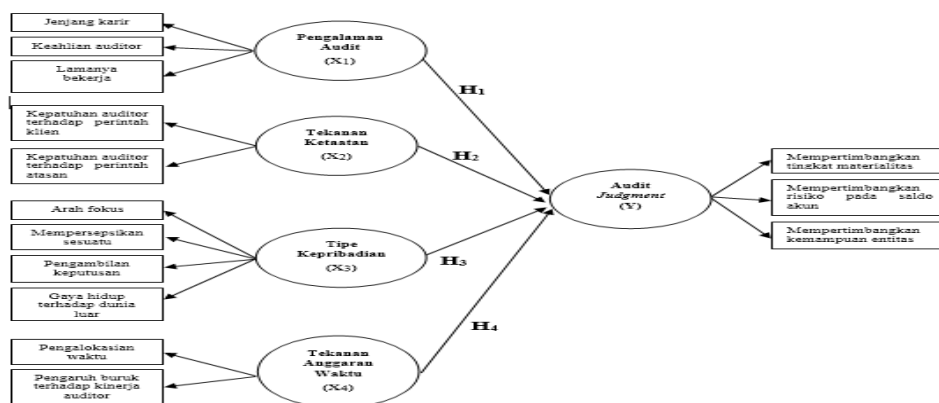 Jenjang karir
Keahlian auditor
Lamanya
bekerja
Pengalaman
Audit
(X1)
H1
Kepatuhan auditor
terhadap perintah
klien
Kepatuhan auditor
terhadap perintah
atasan
Tekanan
Ketaatan
(X2)
H2
Arah fokus
Mempersepsikan
sesuatu
Pengambilan
keputusan
Gaya hidup
terhadap dunia
luar
Tipe
Kepribadian
(X3)
H3
Pengalokasian
waktu
Pengaruh buruk
terhadap kinerja
auditor
Tekanan
Anggaran
Waktu
(X4)
H4
Audit
Judgment
(Y)
Mempertimbangkan
tingkat materialitas
Mempertimbangkan
risiko pada saldo
akun
Mempertimbangkan
kemampuan entitas